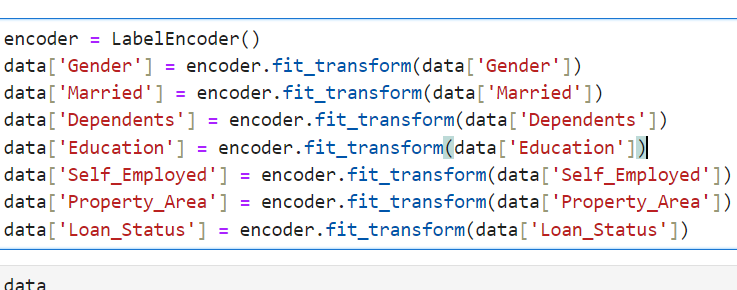 encoder = LabelEncoder()
data['Gender'] = encoder.fit_transform(data['Gender'])
data['Married'] = encoder.fit_transform(data['Married'])
data['Dependents'] = encoder.fit_transform(data['Dependents'])
data['Education'] = encoder.fit_transform(data['Education'])
data['Self_Employed'] = encoder.fit_transform(data['Self_Employed'])
data['Property_Area'] = encoder.fit_transform(data['Property_Area'])
data['Loan_Status'] = encoder.fit_transform(data['Loan_Status'])
data